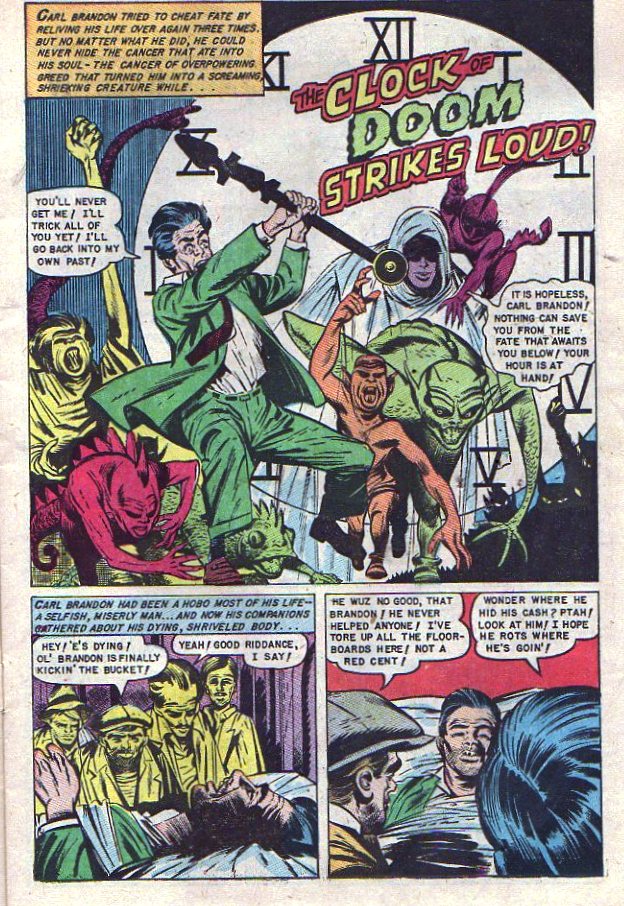 CARL BRANDON TRIED TO CHEAT FATE BY
RELIVING HIS LIFE OVER AGAIN THREE TIMES.
BUT NO MATTER WHAT HE DID, HE COULD
NEVER HIDE THE CANCER THAT ATE INTO
HIS SOUL-- THE CANCER OF OVERPOWERING
GREED THAT TURNED HIM INTO A SCREAMING,
SHRIEKING CREATURE WHILE. . . .
XII
XI
I
THE CLOCK OF
DOOM
STRIKES LOUD!
X
II
YOU'LL NEVER
GET ME! I'LL
TRICK ALL OF
YOU YET! I'LL
GO BACK INTO MY
OWN PAST!
III
IT IS HOPELESS,
CARL BRANDON!
NOTHING CAN SAVE
YOU FROM THE
FATE THAT AWAITS
YOU BELOW! YOUR
HOUR IS AT
HAND!
V
CARL BRANDON HAD BEEN A HOBO MOST OF HIS LIFE--
A SELFISH, MISERLY MAN... AND NOW HIS COMPANIONS
GATHERED ABOUT HIS DYING, SHRIVELED BODY. . . .
HEY! 'E'S DYING!
OL' BRANDON IS FINALLY
KICKIN' THE BUCKET!
YEAH! GOOD RIDDANCE,
I SAY!
HE WUZ NO GOOD, THAT
BRANDON! HE NEVER
HELPED ANYONE! I'VE
TORE UP ALL THE FLOOR-
BOARDS HERE! NOT A
RED CENT!
WONDER WHERE HE
HID HIS CASH? PTAH!
LOOK AT HIM! I HOPE
HE ROTS WHERE
HE'S GOIN'!